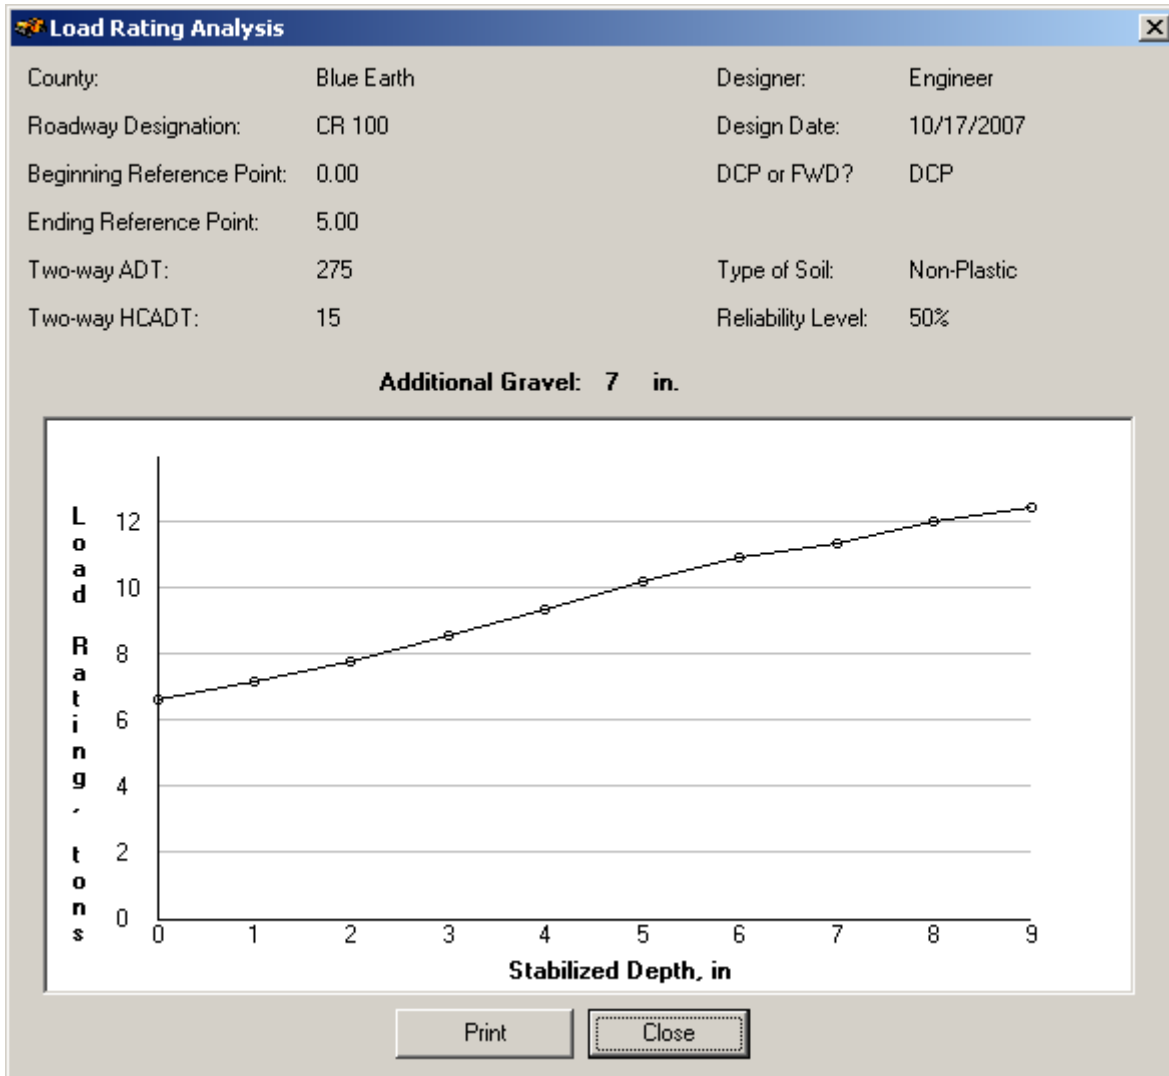 Load Rating Analysis
County: Blue Earth Designer: Engineer
Roadway Designation: CR 100 Design Date: 10/17/2007
Beginning Reference Point: 0.00 DCP or FWD? DCP
Ending Reference Point: 5.00
Two-way ADT: 275 Type of Soil: Non-Plastic
Two-way HCADT: 15 Reliability Level: 50%
Additional Gravel: 7 in.
Load Rating, tons
12
10
8
6
4
2
0
0 1 2 3 4 5 6 7 8 9
Stabilized Depth, in
Print Close